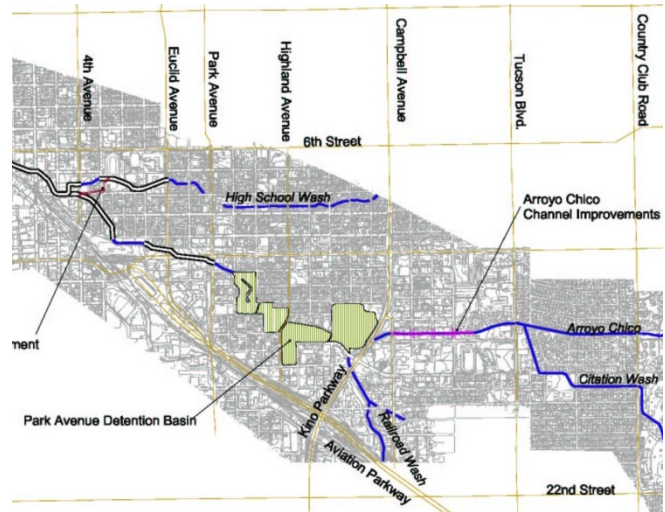 4th Avenue
Euclid Avenue
Park Avenue
Highland Avenue
Campbell Avenue
Tucson Blvd.
Country Club Road
6th Street
High School Wash
Arroyo Chico
Channel Improvements
ment
Arroyo Chico
Citation Wash
Park Avenue Detention Basin
Kino Parkway
Railroad Wash
Aviation Parkway
22nd Street